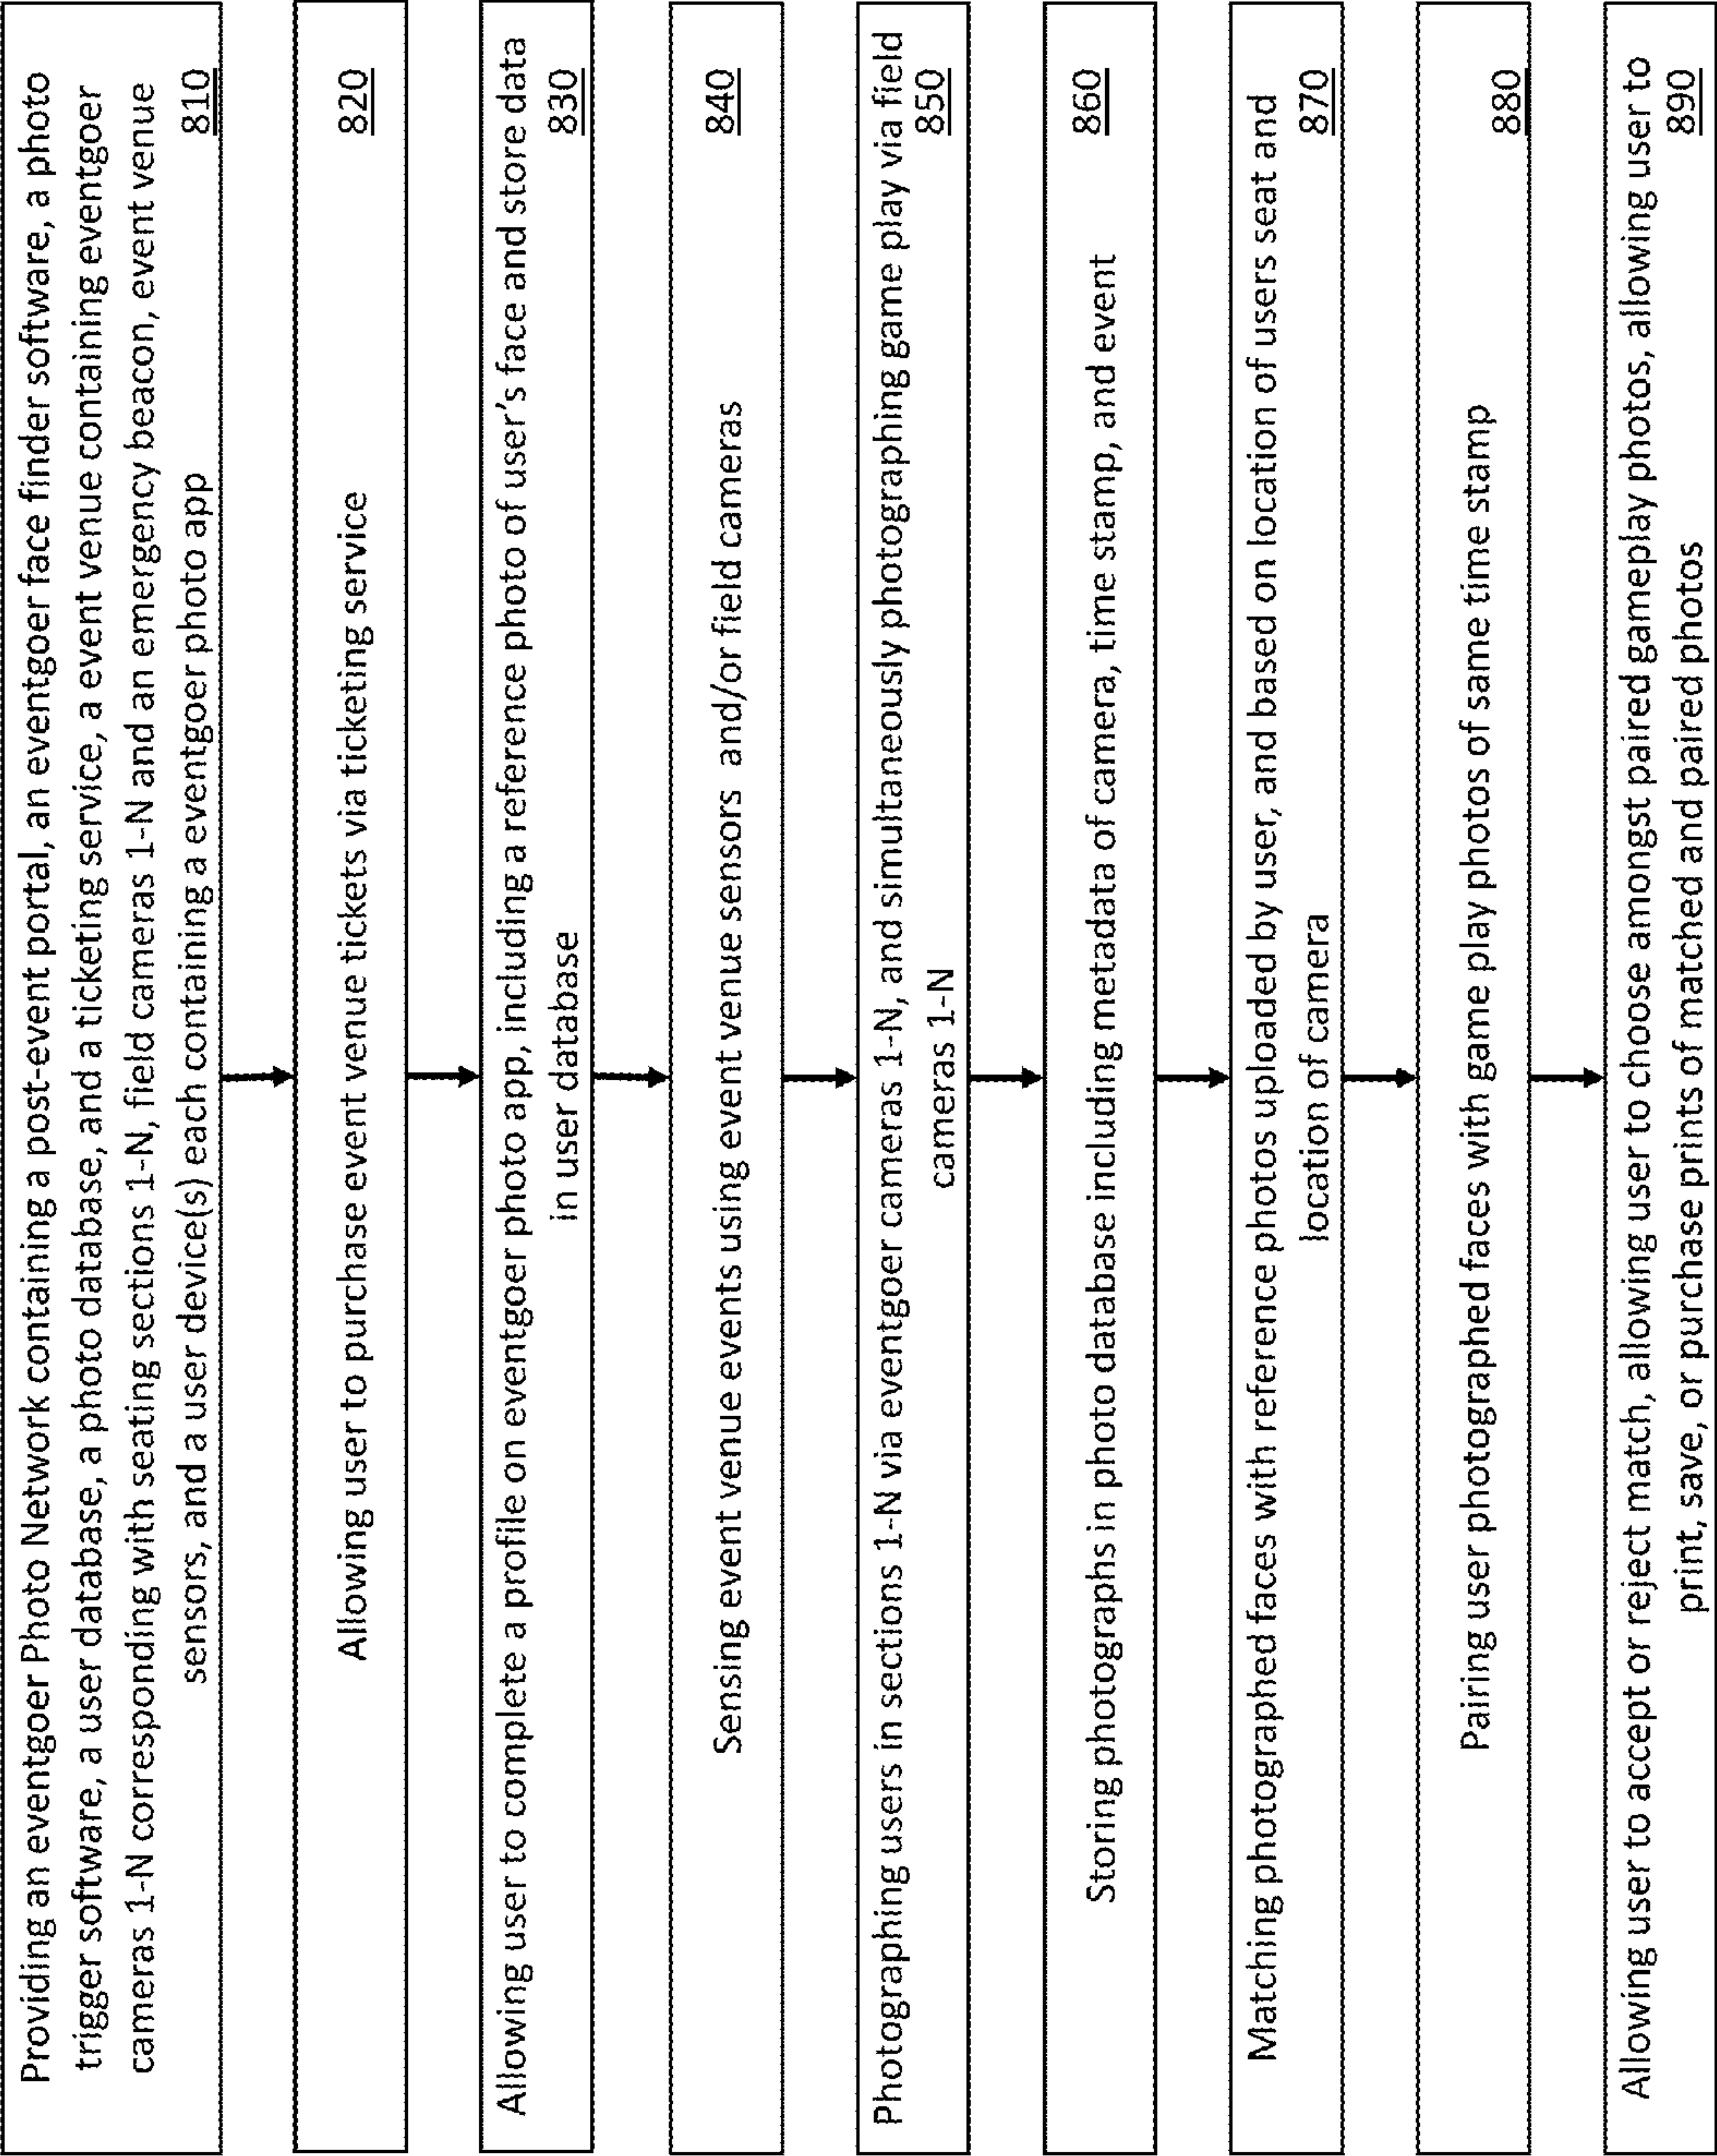 Providing an eventgoer Photo Network containing a post-event portal, an eventgoer face finder software, a photo
trigger software, a user database, a photo database, and a ticketing service, a event venue containing eventgoer
cameras 1-N corresponding with seating sections 1-N, field cameras 1-N and an emergency beacon, event venue
sensors, and a user device(s) each containing a eventgoer photo app
810
Allowing user to purchase event venue tickets via ticketing service
820
Allowing user to complete a profile on eventgoer photo app, including a reference photo of user's face and store data
in user database
830
Sensing event venue events using event venue sensors and/or field cameras
840
Photographing users in sections 1-N via eventgoer cameras 1-N, and simultaneously photographing game play via field
cameras 1-N
850
Storing photographs in photo database including metadata of camera, time stamp, and event
860
Matching photographed faces with reference photos uploaded by user, and based on location of users seat and
location of camera
870
Pairing user photographed faces with game play photos of same time stamp
880
Allowing user to accept or reject match, allowing user to choose amongst paired gameplay photos, allowing user to
print, save, or purchase prints of matched and paired photos
890